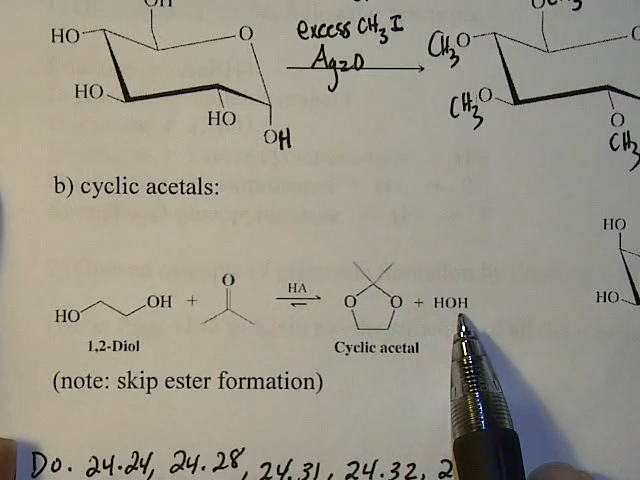 OH
HO O
excess CH3I
Ag2O
CH3O
HO
HO
OH
CH3O
O
CH3
b) cyclic acetals:
HO
HO
HO OH + O HA O O + HOH
1,2-Diol Cyclic acetal
(note: skip ester formation)
Do. 24.24, 24.28, 24.31, 24.32, 2